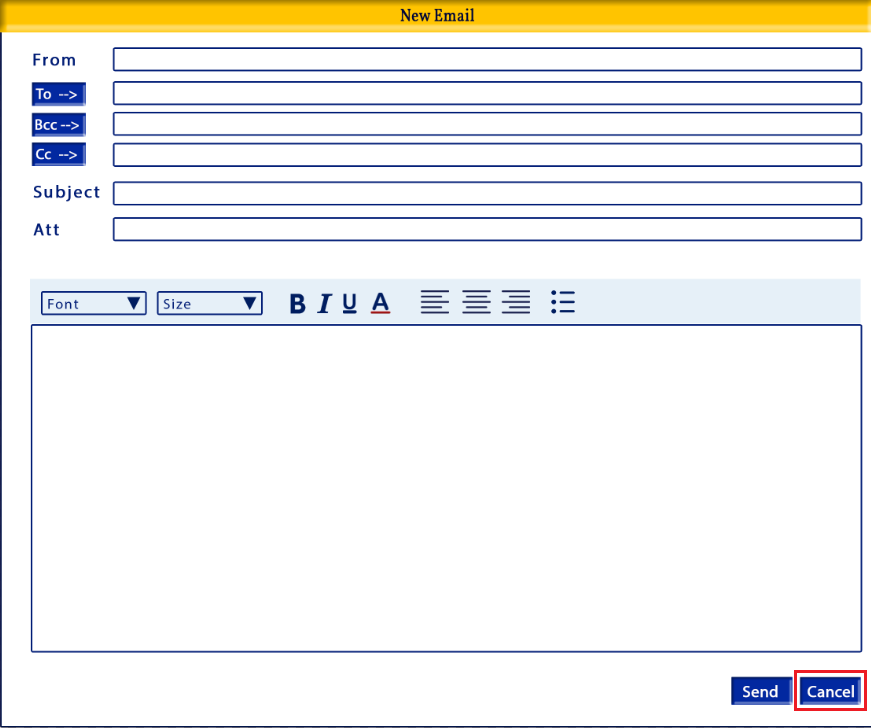 New Email
From
To -->
Bcc -->
Cc -->
Subject
Att
Font Size B I U A
Send Cancel